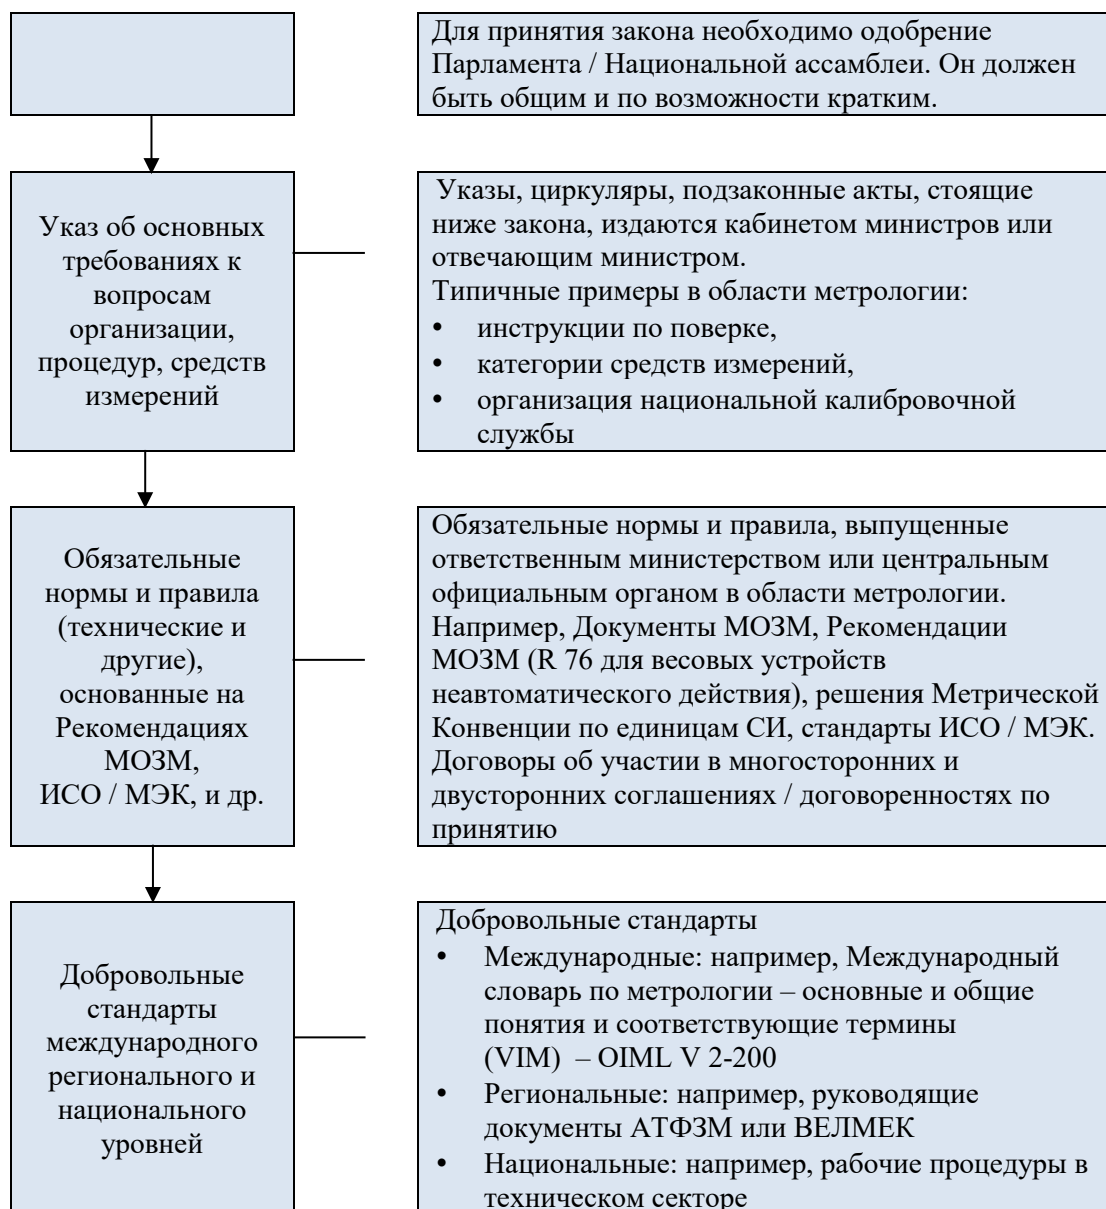 Для принятия закона необходимо одобрение
Парламента / Национальной ассамблеи. Он должен
быть общим и по возможности кратким.
Указ об основных
требованиях к
вопросам
организации,
процедур, средств
измерений
Указы, циркуляры, подзаконные акты, стоящие
ниже закона, издаются кабинетом министров или
отвечающим министром.
Типичные примеры в области метрологии:
• инструкции по поверке,
• категории средств измерений,
• организация национальной калибровочной
службы
Обязательные
нормы и правила
(технические и
другие),
основанные на
Рекомендациях
МОЗМ,
ИСО / МЭК, и др.
Обязательные нормы и правила, выпущенные
ответственным министерством или центральным
официальным органом в области метрологии.
Например, Документы МОЗМ, Рекомендации
МОЗМ (R 76 для весовых устройств
неавтоматического действия), решения Метрической
Конвенции по единицам СИ, стандарты ИСО / МЭК.
Договоры об участии в многосторонних и
двусторонних соглашениях / договоренностях по
принятию
Добровольные
стандарты
международного
регионального и
национального
уровней
Добровольные стандарты
• Международные: например, Международный
словарь по метрологии – основные и общие
понятия и соответствующие термины
(VIM) – OIML V 2-200
• Региональные: например, руководящие
документы АТФЗМ или ВЕЛМЕК
• Национальные: например, рабочие процедуры в
техническом секторе